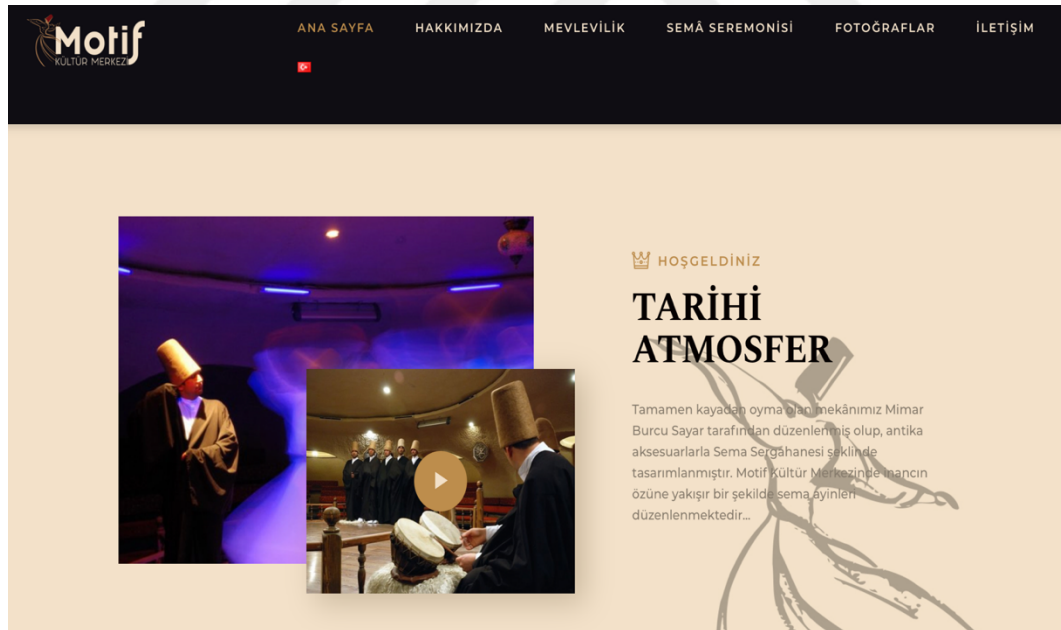 Motif
KÜLTÜR MERKEZİ
ANA SAYFA
HAKKIMIZDA
MEVLEVİLİK
SEMÂ SEREMONİSİ
FOTOĞRAFLAR
İLETİŞİM
HOŞGELDİNİZ
TARİHİ
ATMOSFER
Tamamen kayadan oyma olan mekânımız Mimar
Burcu Sayar tarafından düzenlenmiş olup, antika
aksesuarlarla Sema Sergahanesi şeklinde
tasarımlanmıştır. Motif Kültür Merkezinde inancın
özüne yakışır bir şekilde sema ayinleri
düzenlenmektedir...